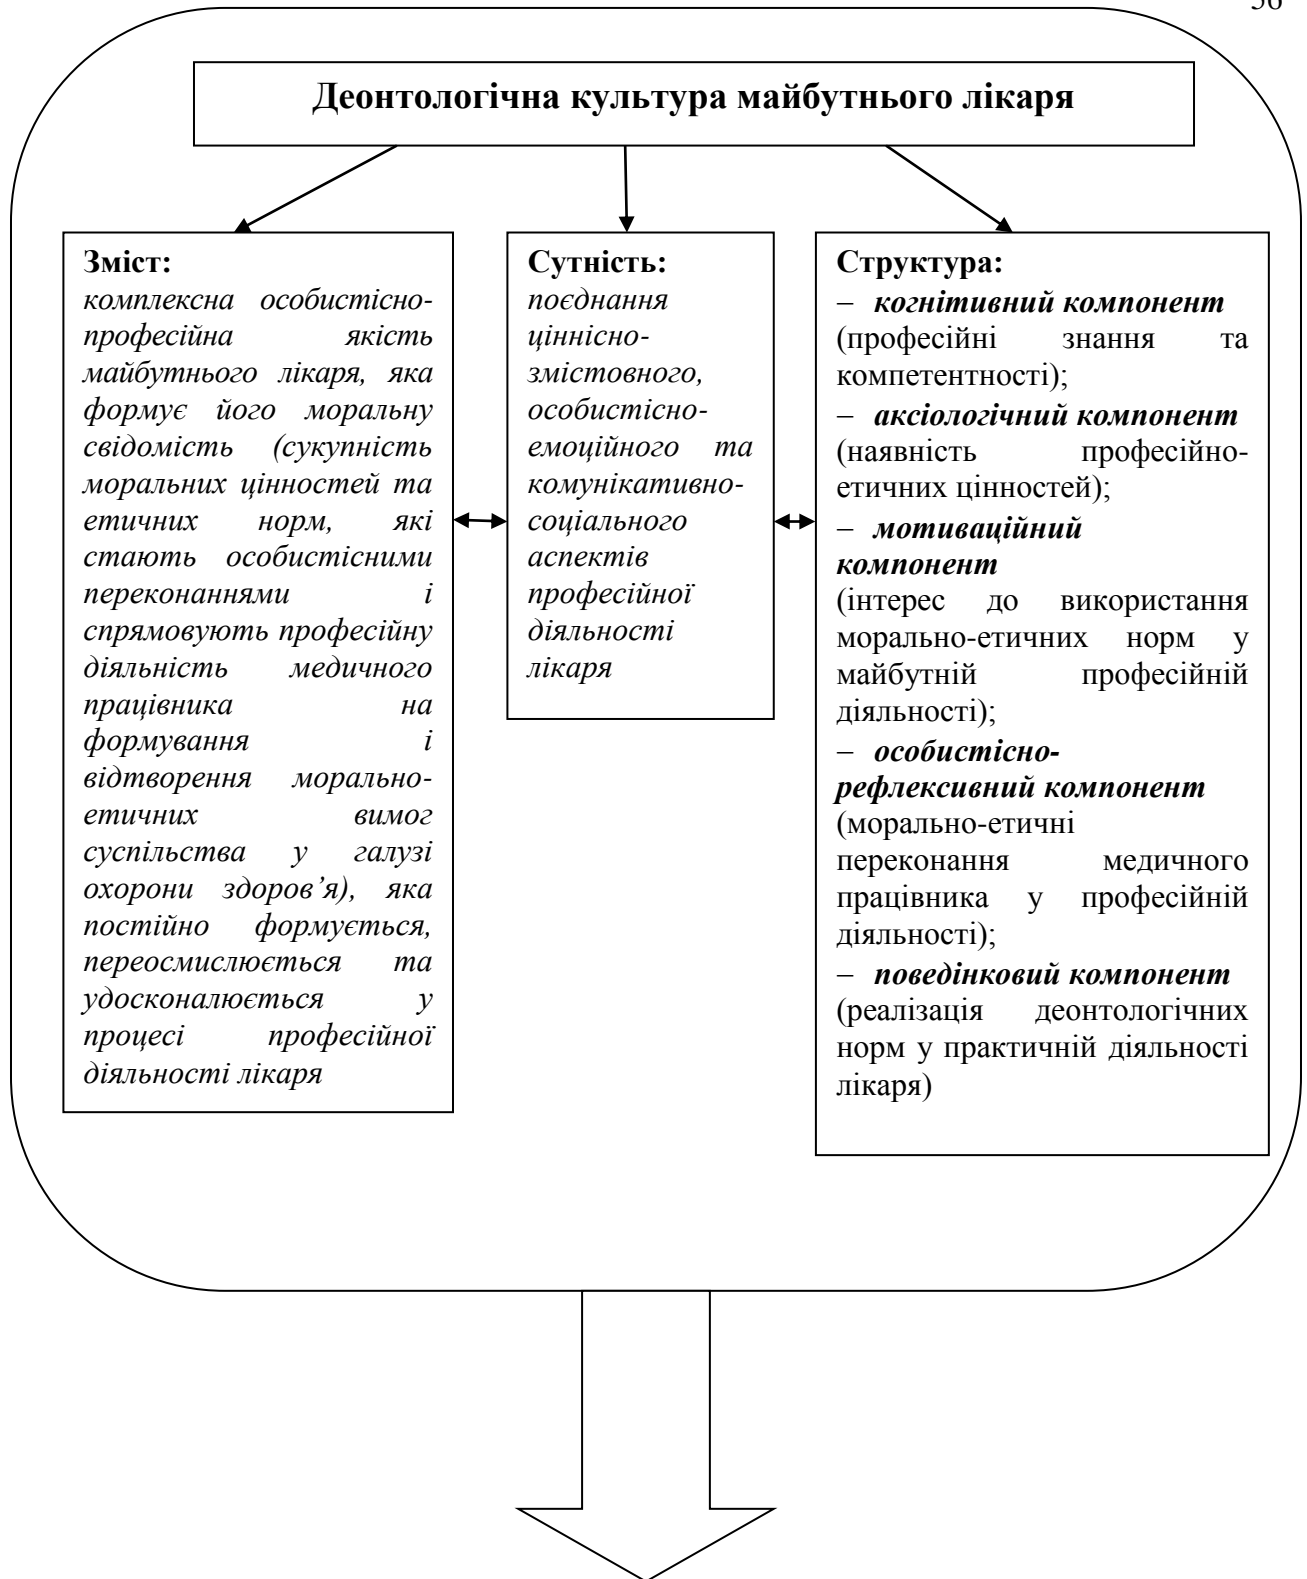 56
Деонтологічна культура майбутнього лікаря
Зміст:
комплексна особистісно-
професійна якість
майбутнього лікаря, яка
формує його моральну
свідомість (сукупність
моральних цінностей та
етичних норм, які
стають особистісними
переконаннями і
спрямовують професійну
діяльність медичного
працівника на
формування і
відтворення морально-
етичних вимог
суспільства у галузі
охорони здоров’я), яка
постійно формується,
переосмислюється та
удосконалюється у
процесі професійної
діяльності лікаря
Сутність:
поєднання
ціннісно-
змістовного,
особистісно-
емоційного та
комунікативно-
соціального
аспектів
професійної
діяльності
лікаря
Структура:
– когнітивний компонент
(професійні знання та
компетентності);
– аксіологічний компонент
(наявність професійно-
етичних цінностей);
– мотиваційний
компонент
(інтерес до використання
морально-етичних норм у
майбутній професійній
діяльності);
– особистісно-
рефлексивний компонент
(морально-етичні
переконання медичного
працівника у професійній
діяльності);
– поведінковий компонент
(реалізація деонтологічних
норм у практичній діяльності
лікаря)